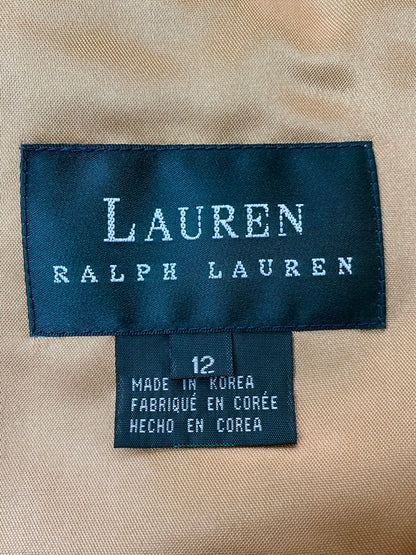 LAUREN
RALPH LAUREN
12
MADE IN KOREA
FABRIQUÉ EN CORÉE
HECHO EN COREA